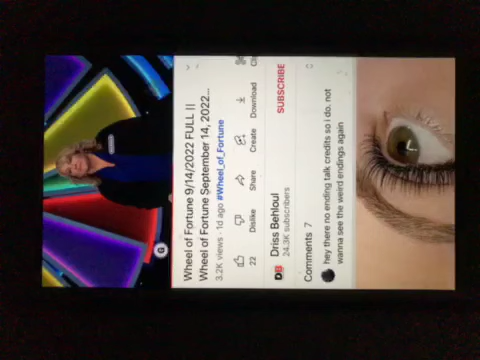 G
Wheel of Fortune 9/14/2022 FULL ||
Wheel of Fortune September 14, 2022...
3.2K views · 1d ago #Wheel_of_Fortune
22
Dislike
Share
Create
Download
DB
Driss Behloul
24.3K subscribers
SUBSCRIBE
Comments 7
hey there no ending talk credits so i do. not
wanna see the weird endings again